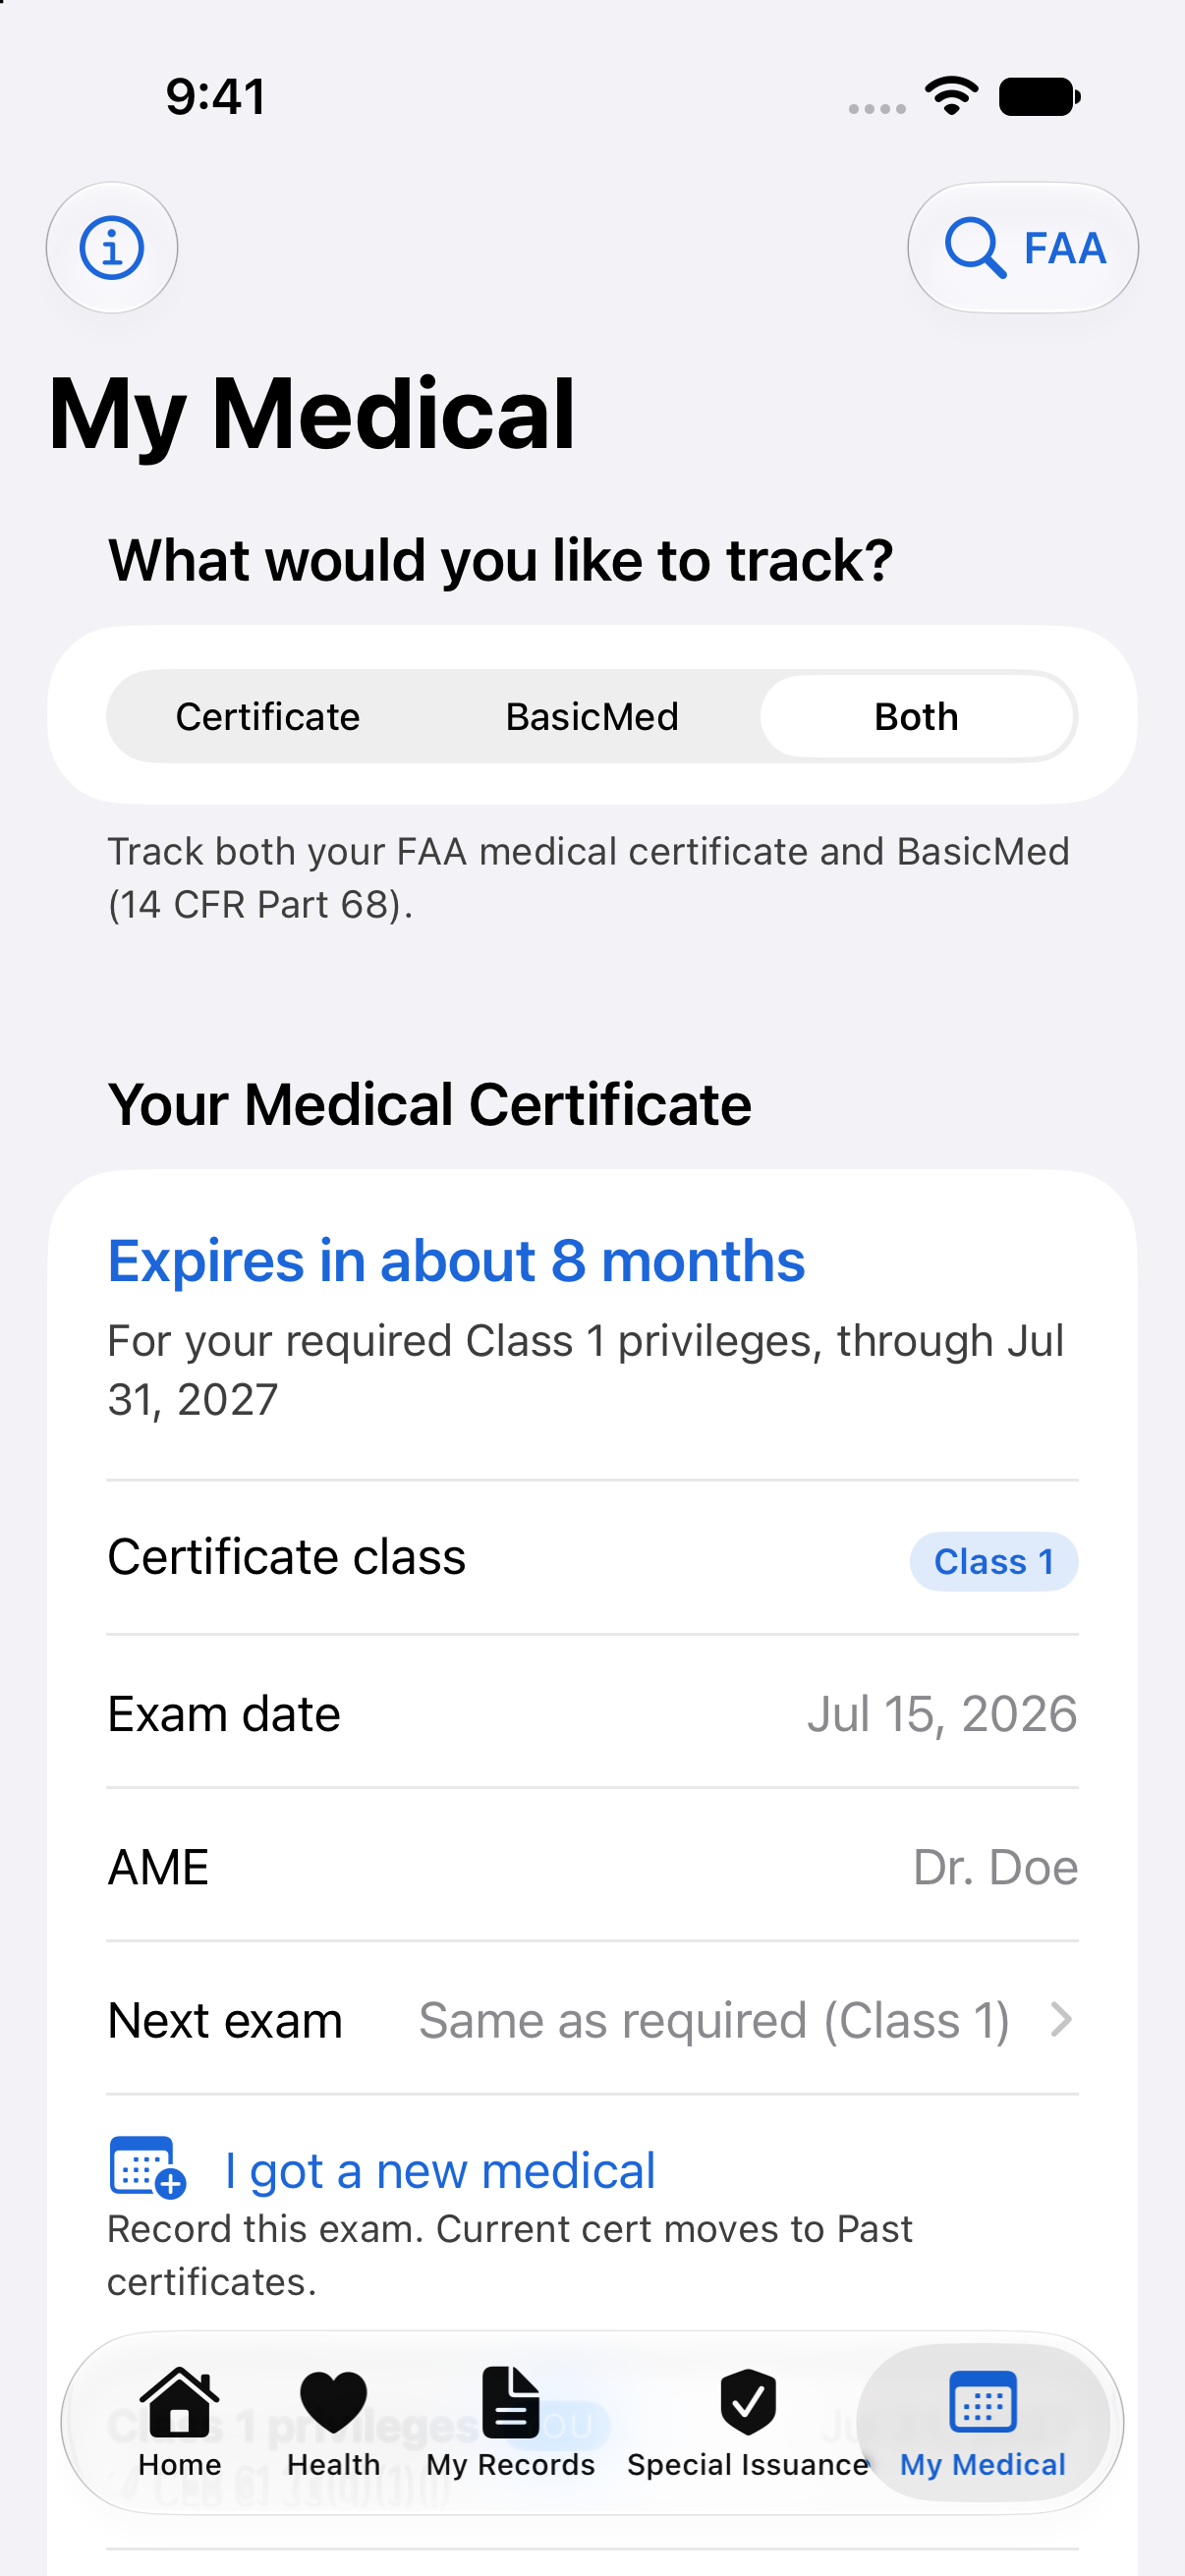 9:41
FAA
My Medical
What would you like to track?
Certificate BasicMed Both
Track both your FAA medical certificate and BasicMed
(14 CFR Part 68).
Your Medical Certificate
Expires in about 8 months
For your required Class 1 privileges, through Jul
31, 2027
Certificate class Class 1
Exam date Jul 15, 2026
AME Dr. Doe
Next exam Same as required (Class 1)
I got a new medical
Record this exam. Current cert moves to Past
certificates.
Class 1 privileges
Home Health My Records Special Issuance My Medical